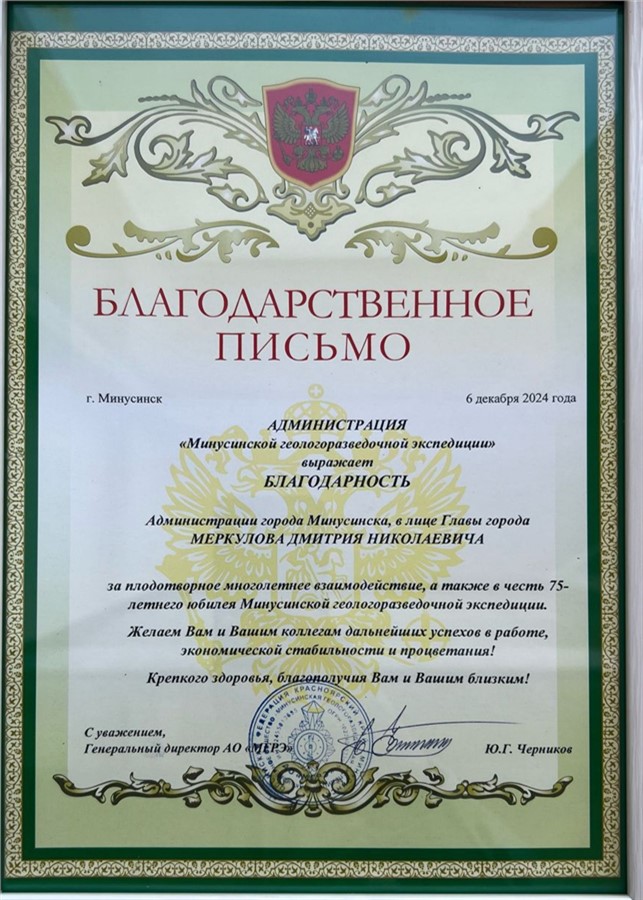 БЛАГОДАРСТВЕННОЕ
ПИСЬМО
г. Минусинск 6 декабря 2024 года
АДМИНИСТРАЦИЯ
«Минусинской геологоразведочной экспедиции»
выражает
БЛАГОДАРНОСТЬ
Администрации города Минусинска, в лице Главы города
МЕРКУЛОВА ДМИТРИЯ НИКОЛАЕВИЧА
за плодотворное многолетнее взаимодействие, а также в честь 75-
летнего юбилея Минусинской геологоразведочной экспедиции.
Желаем Вам и Вашим коллегам дальнейших успехов в работе,
экономической стабильности и процветания!
Крепкого здоровья, благополучия Вам и Вашим близким!
С уважением,
Генеральный директор АО «МГРЭ» Ю.Г. Черников